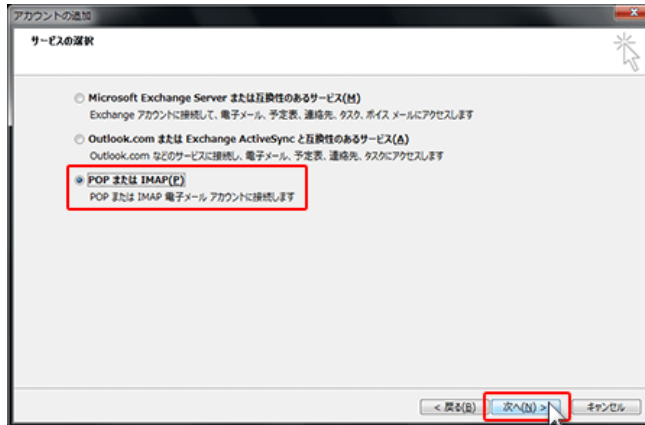 アカウントの追加
サービスの選択
Microsoft Exchange Server または互換性のあるサービス(M)
Exchange アカウントに接続して、電子メール、予定表、連絡先、タスク、ボイス メールにアクセスします
Outlook.com または Exchange ActiveSync と互換性のあるサービス(A)
Outlook.com などのサービスに接続し、電子メール、予定表、連絡先、タスクにアクセスします
POP または IMAP(P)
POP または IMAP 電子メール アカウントに接続します
< 戻る(B) 次へ(N) > キャンセル